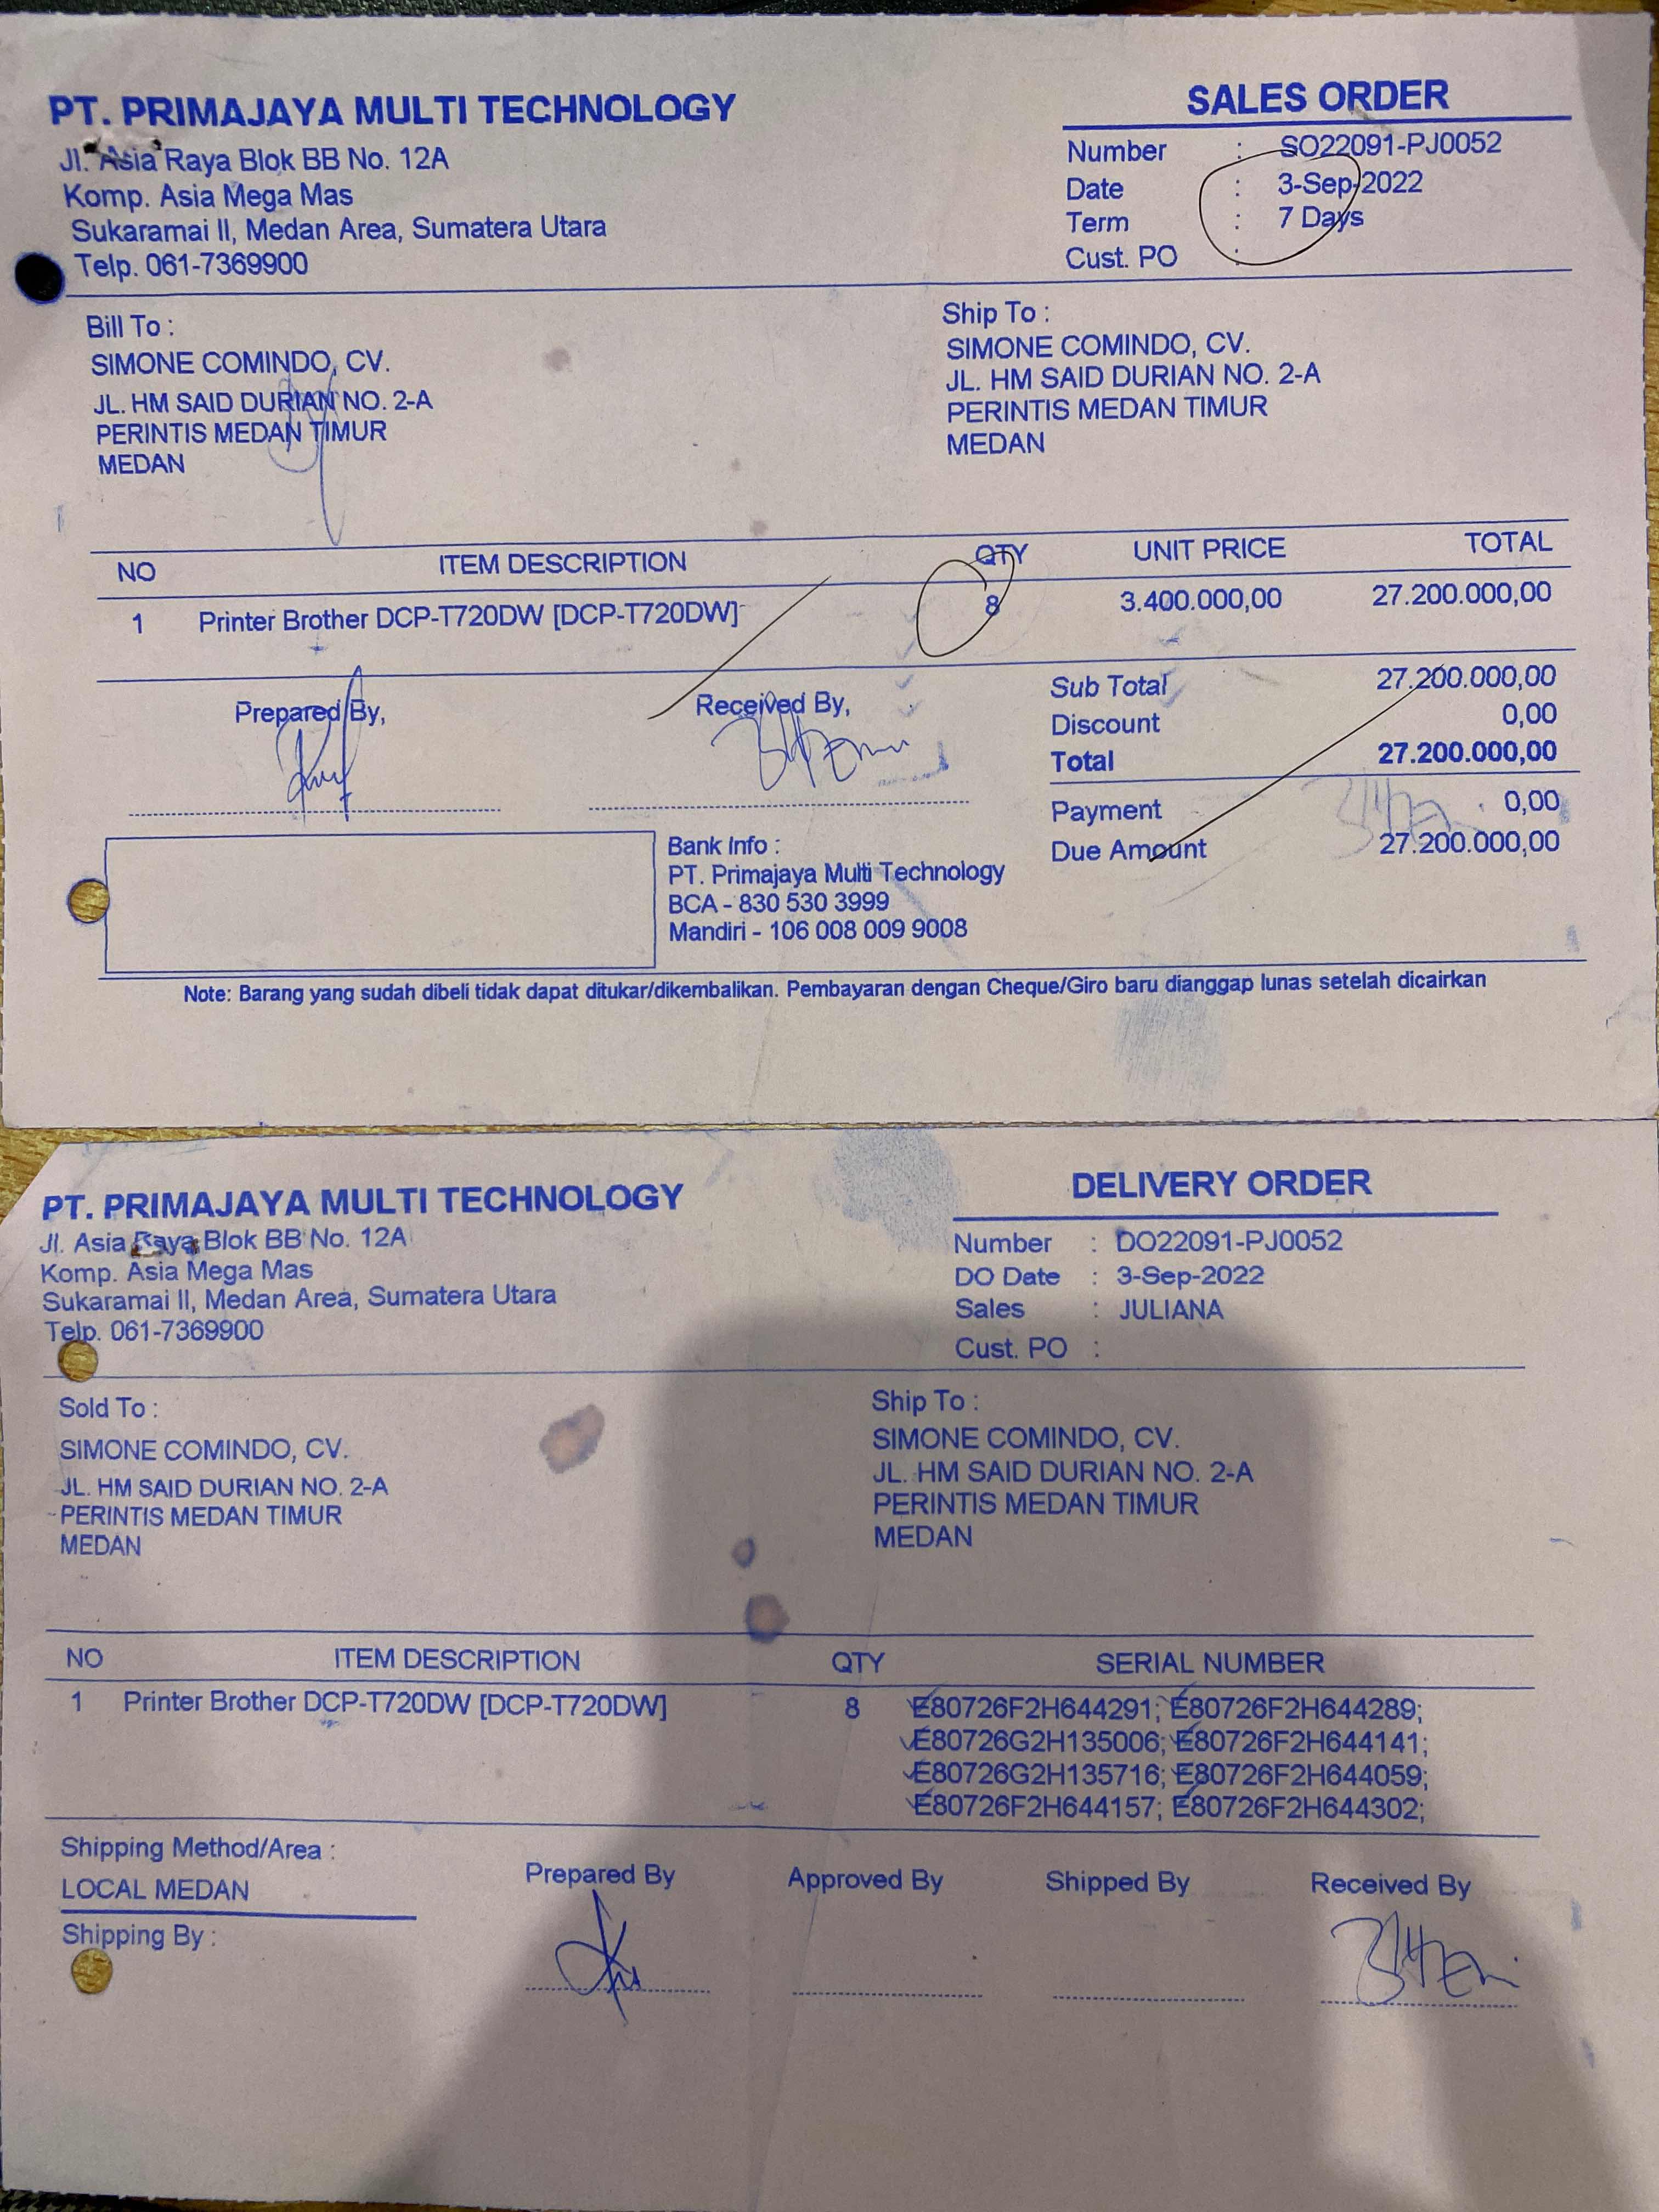 PT. PRIMAJAYA MULTI TECHNOLOGY
Jl. Asia Raya Blok BB No. 12A
Komp. Asia Mega Mas
Sukaramai II, Medan Area, Sumatera Utara
Telp. 061-7369900
SALES ORDER
Number : SO22091-PJ0052
Date : 3-Sep-2022
Term : 7 Days
Cust. PO :
Bill To :
SIMONE COMINDO, CV.
JL. HM SAID DURIAN NO. 2-A
PERINTIS MEDAN TIMUR
MEDAN
Ship To :
SIMONE COMINDO, CV.
JL. HM SAID DURIAN NO. 2-A
PERINTIS MEDAN TIMUR
MEDAN
NO ITEM DESCRIPTION QTY UNIT PRICE TOTAL
1 Printer Brother DCP-T720DW [DCP-T720DW] 8 3.400.000,00 27.200.000,00
Prepared By,
Received By,
Sub Total 27.200.000,00
Discount 0,00
Total 27.200.000,00
Payment 0,00
Due Amount 27.200.000,00
Bank Info :
PT. Primajaya Multi Technology
BCA - 830 530 3999
Mandiri - 106 008 009 9008
Note: Barang yang sudah dibeli tidak dapat ditukar/dikembalikan. Pembayaran dengan Cheque/Giro baru dianggap lunas setelah dicairkan
PT. PRIMAJAYA MULTI TECHNOLOGY
Jl. Asia Raya Blok BB No. 12A
Komp. Asia Mega Mas
Sukaramai II, Medan Area, Sumatera Utara
Telp. 061-7369900
DELIVERY ORDER
Number : DO22091-PJ0052
DO Date : 3-Sep-2022
Sales : JULIANA
Cust. PO :
Sold To :
SIMONE COMINDO, CV.
JL. HM SAID DURIAN NO. 2-A
PERINTIS MEDAN TIMUR
MEDAN
Ship To :
SIMONE COMINDO, CV.
JL. HM SAID DURIAN NO. 2-A
PERINTIS MEDAN TIMUR
MEDAN
NO ITEM DESCRIPTION QTY SERIAL NUMBER
1 Printer Brother DCP-T720DW [DCP-T720DW] 8 E80726F2H644291; E80726F2H644289;
E80726G2H135006; E80726F2H644141;
E80726G2H135716; E80726F2H644059;
E80726F2H644157; E80726F2H644302;
Shipping Method/Area :
LOCAL MEDAN
Shipping By :
Prepared By
Approved By
Shipped By
Received By